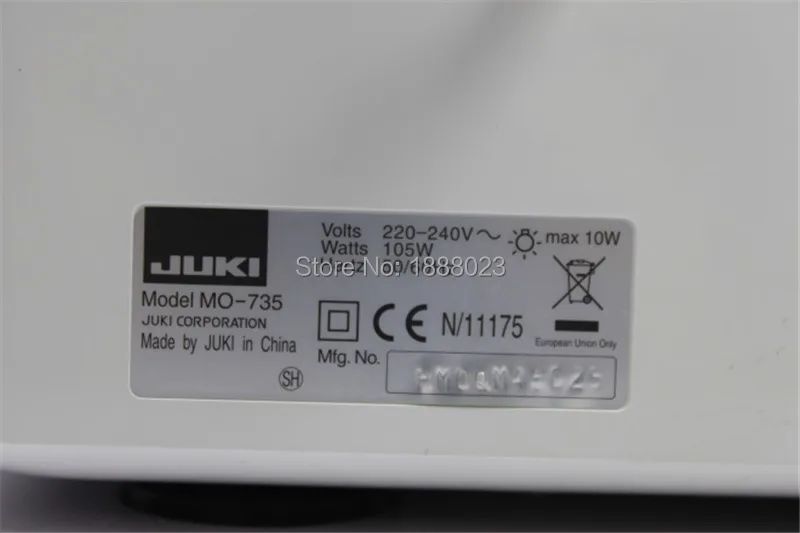 JUKI
Model MO-735
JUKI CORPORATION
Made by JUKI in China
SH
Volts 220-240V~
Watts 105W
max 10W
Store No: 1888023
CE N/11175
Mfg. No.
European Union Only